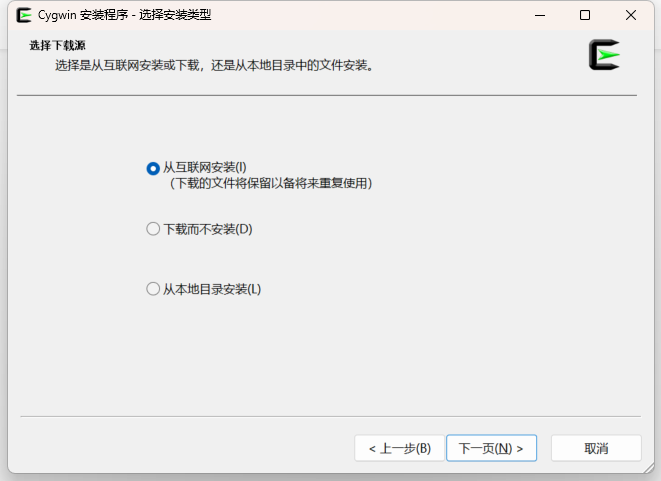 Cygwin 安装程序 - 选择安装类型
选择下载源
选择是从互联网安装或下载，还是从本地目录中的文件安装。
从互联网安装(I)
（下载的文件将保留以备将来重复使用）
下载而不安装(D)
从本地目录安装(L)
< 上一步(B)
下一页(N) >
取消